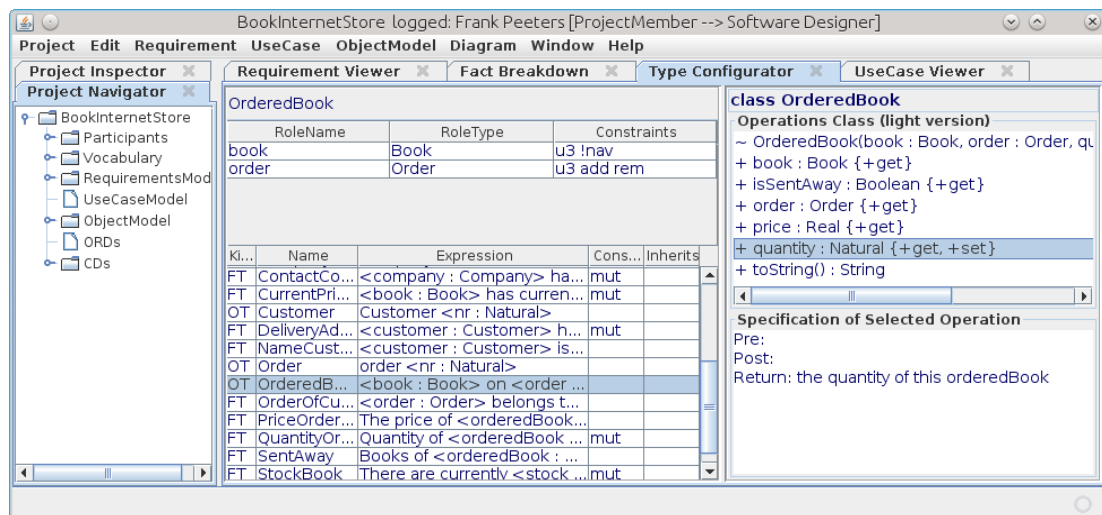 BookInternetStore logged: Frank Peeters [ProjectMember --> Software Designer]
Project Edit Requirement UseCase ObjectModel Diagram Window Help
Project Inspector
Project Navigator
BookInternetStore
Participants
Vocabulary
RequirementsMod
UseCaseModel
ObjectModel
ORDs
CDs
Requirement Viewer Fact Breakdown Type Configurator UseCase Viewer
OrderedBook
RoleName RoleType Constraints
book Book u3 !nav
order Order u3 add rem
Ki... Name Expression Cons... Inherits
FT ContactCo... <company : Company> ha... mut
FT CurrentPri... <book : Book> has curren... mut
OT Customer Customer <nr : Natural>
FT DeliveryAd... <customer : Customer> h... mut
FT NameCust... <customer : Customer> is...
OT Order order <nr : Natural>
OT OrderedB... <book : Book> on <order ...
FT OrderOfCu... <order : Order> belongs t...
FT PriceOrder... The price of <orderedBook...
FT QuantityOr... Quantity of <orderedBook ... mut
FT SentAway Books of <orderedBook : ...
FT StockBook There are currently <stock ... mut
class OrderedBook
Operations Class (light version)
~ OrderedBook(book : Book, order : Order, qu
+ book : Book {+get}
+ isSentAway : Boolean {+get}
+ order : Order {+get}
+ price : Real {+get}
+ quantity : Natural {+get, +set}
+ toString() : String
Specification of Selected Operation
Pre:
Post:
Return: the quantity of this orderedBook